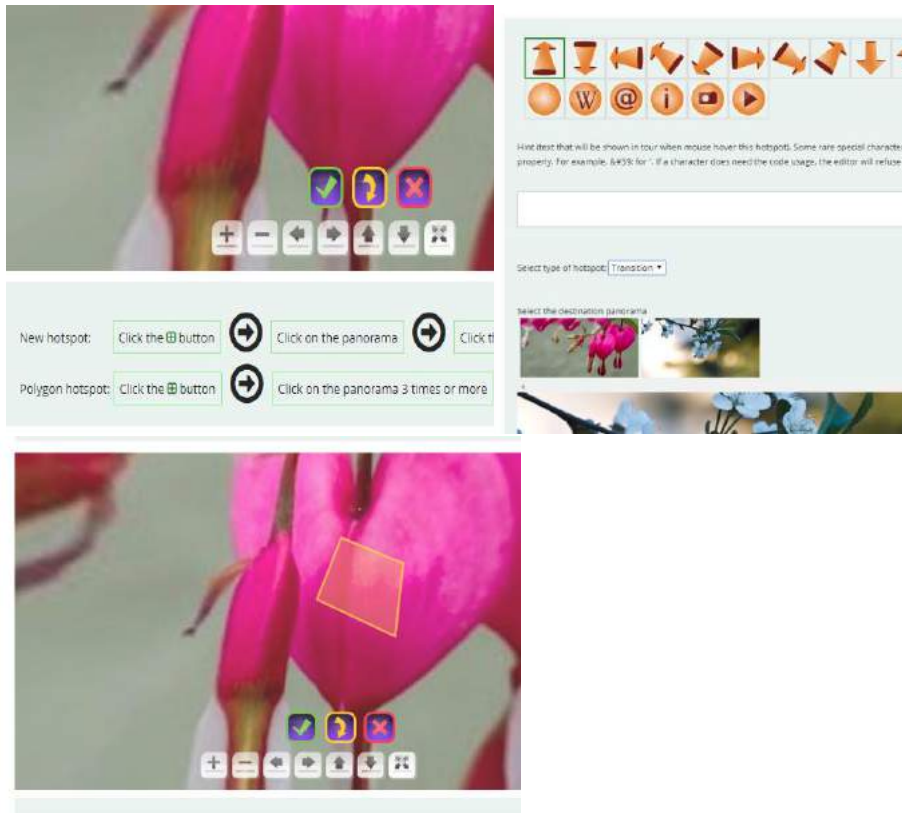 New hotspot: Click the button Click on the panorama Click th
Polygon hotspot: Click the button Click on the panorama 3 times or more
W @ i
Hint (text that will be shown in tour when mouse hover this hotspot). Some rare special characte
property. For example, &#39; for '. If a character does need the code usage, the editor will refuse
Select type of hotspot: Transition
Select the destination panorama